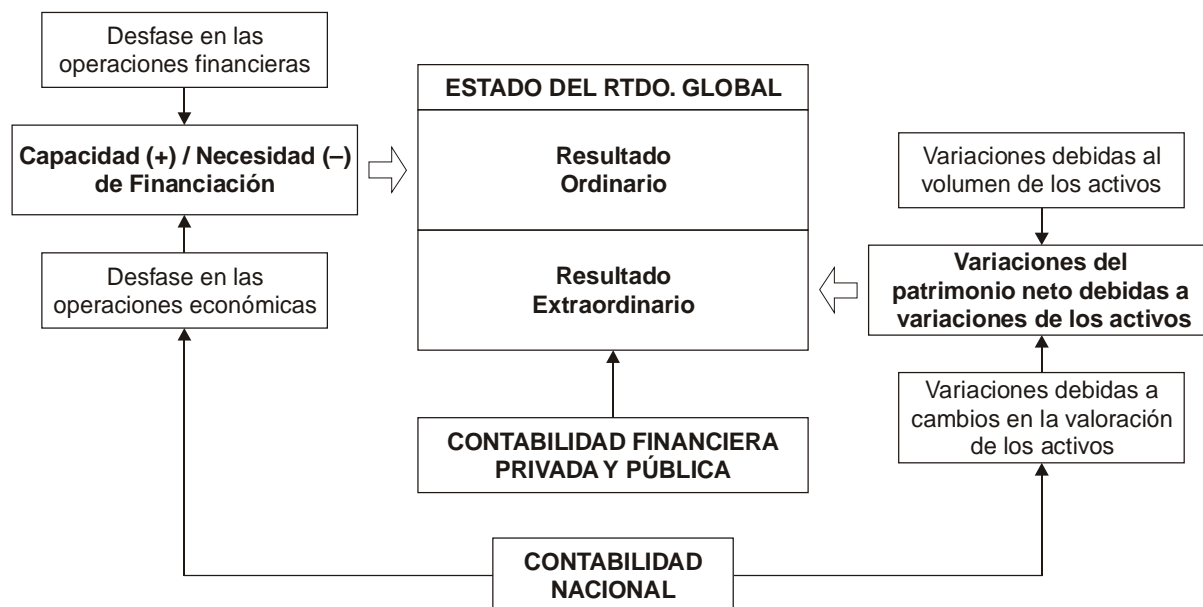 Desfase en las
operaciones financieras
Capacidad (+) / Necesidad (–)
de Financiación
Desfase en las
operaciones económicas
ESTADO DEL RTDO. GLOBAL
Resultado
Ordinario
Resultado
Extraordinario
Variaciones debidas al
volumen de los activos
Variaciones del
patrimonio neto debidas a
variaciones de los activos
Variaciones debidas a
cambios en la valoración
de los activos
CONTABILIDAD FINANCIERA
PRIVADA Y PÚBLICA
CONTABILIDAD
NACIONAL